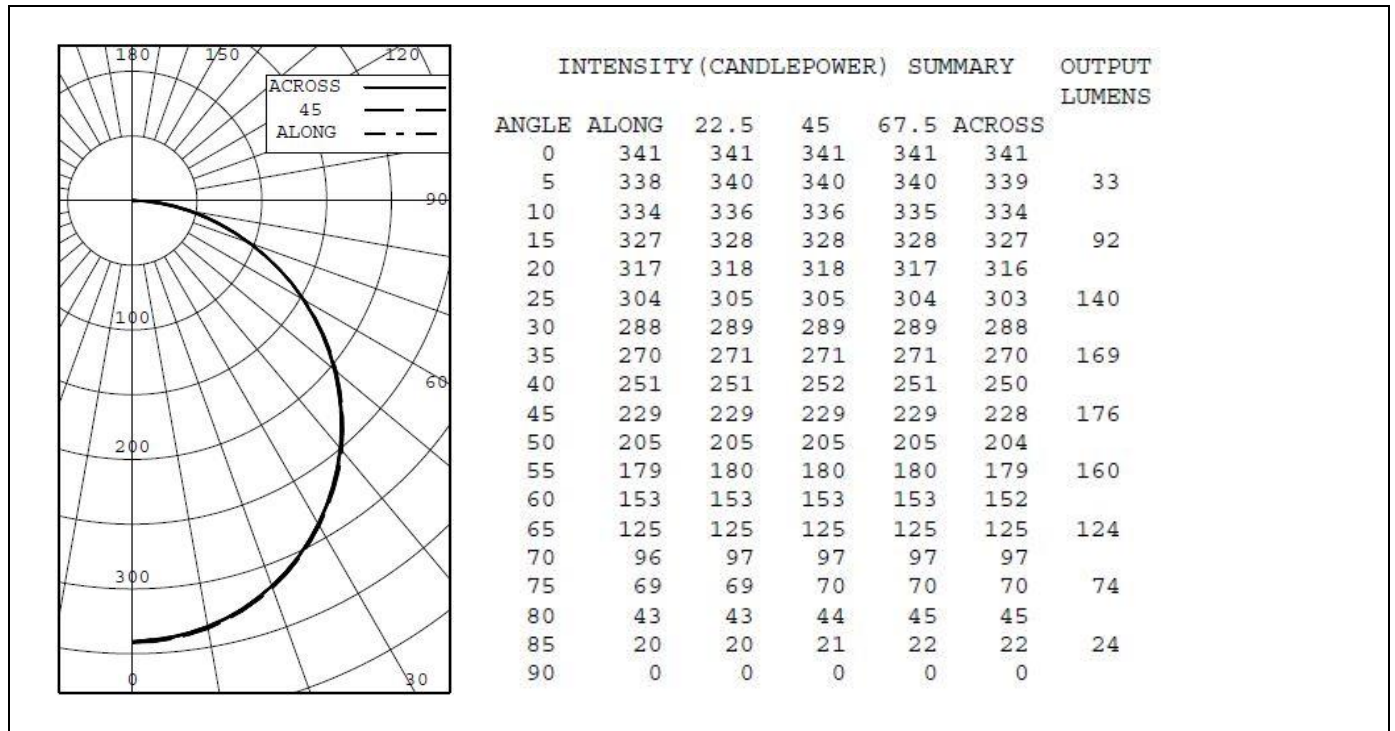 180 150 120
ACROSS
45
ALONG
90
100
60
200
300
0 30
INTENSITY(CANDLEPOWER) SUMMARY OUTPUT
LUMENS
ANGLE ALONG 22.5 45 67.5 ACROSS
0 341 341 341 341 341
5 338 340 340 340 339 33
10 334 336 336 335 334
15 327 328 328 328 327 92
20 317 318 318 317 316
25 304 305 305 304 303 140
30 288 289 289 289 288
35 270 271 271 271 270 169
40 251 251 252 251 250
45 229 229 229 229 228 176
50 205 205 205 205 204
55 179 180 180 180 179 160
60 153 153 153 153 152
65 125 125 125 125 125 124
70 96 97 97 97 97
75 69 69 70 70 70 74
80 43 43 44 45 45
85 20 20 21 22 22 24
90 0 0 0 0 0